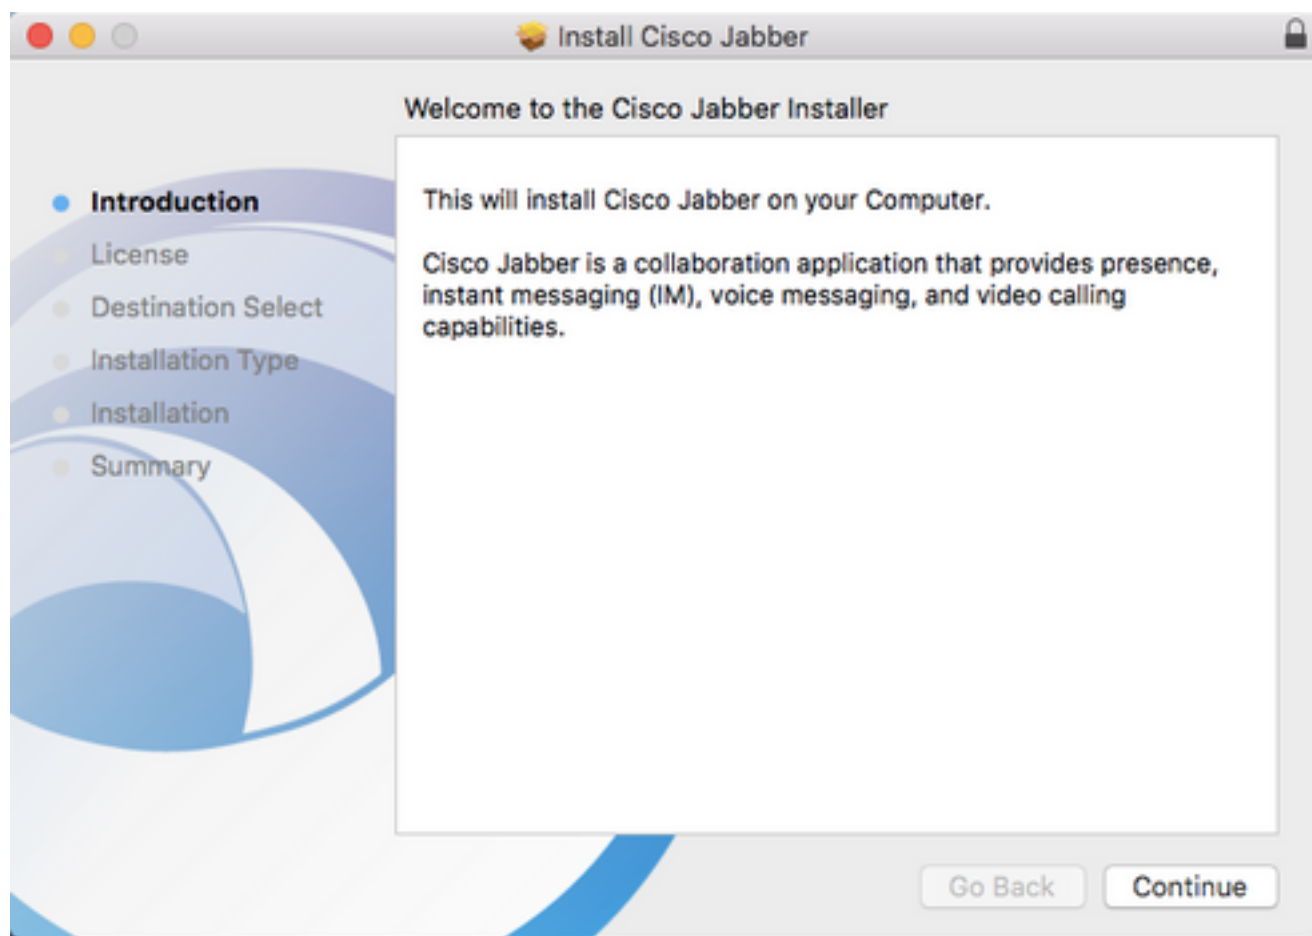 Install Cisco Jabber
Welcome to the Cisco Jabber Installer
Introduction
License
Destination Select
Installation Type
Installation
Summary
This will install Cisco Jabber on your Computer.
Cisco Jabber is a collaboration application that provides presence,
instant messaging (IM), voice messaging, and video calling
capabilities.
Go Back
Continue